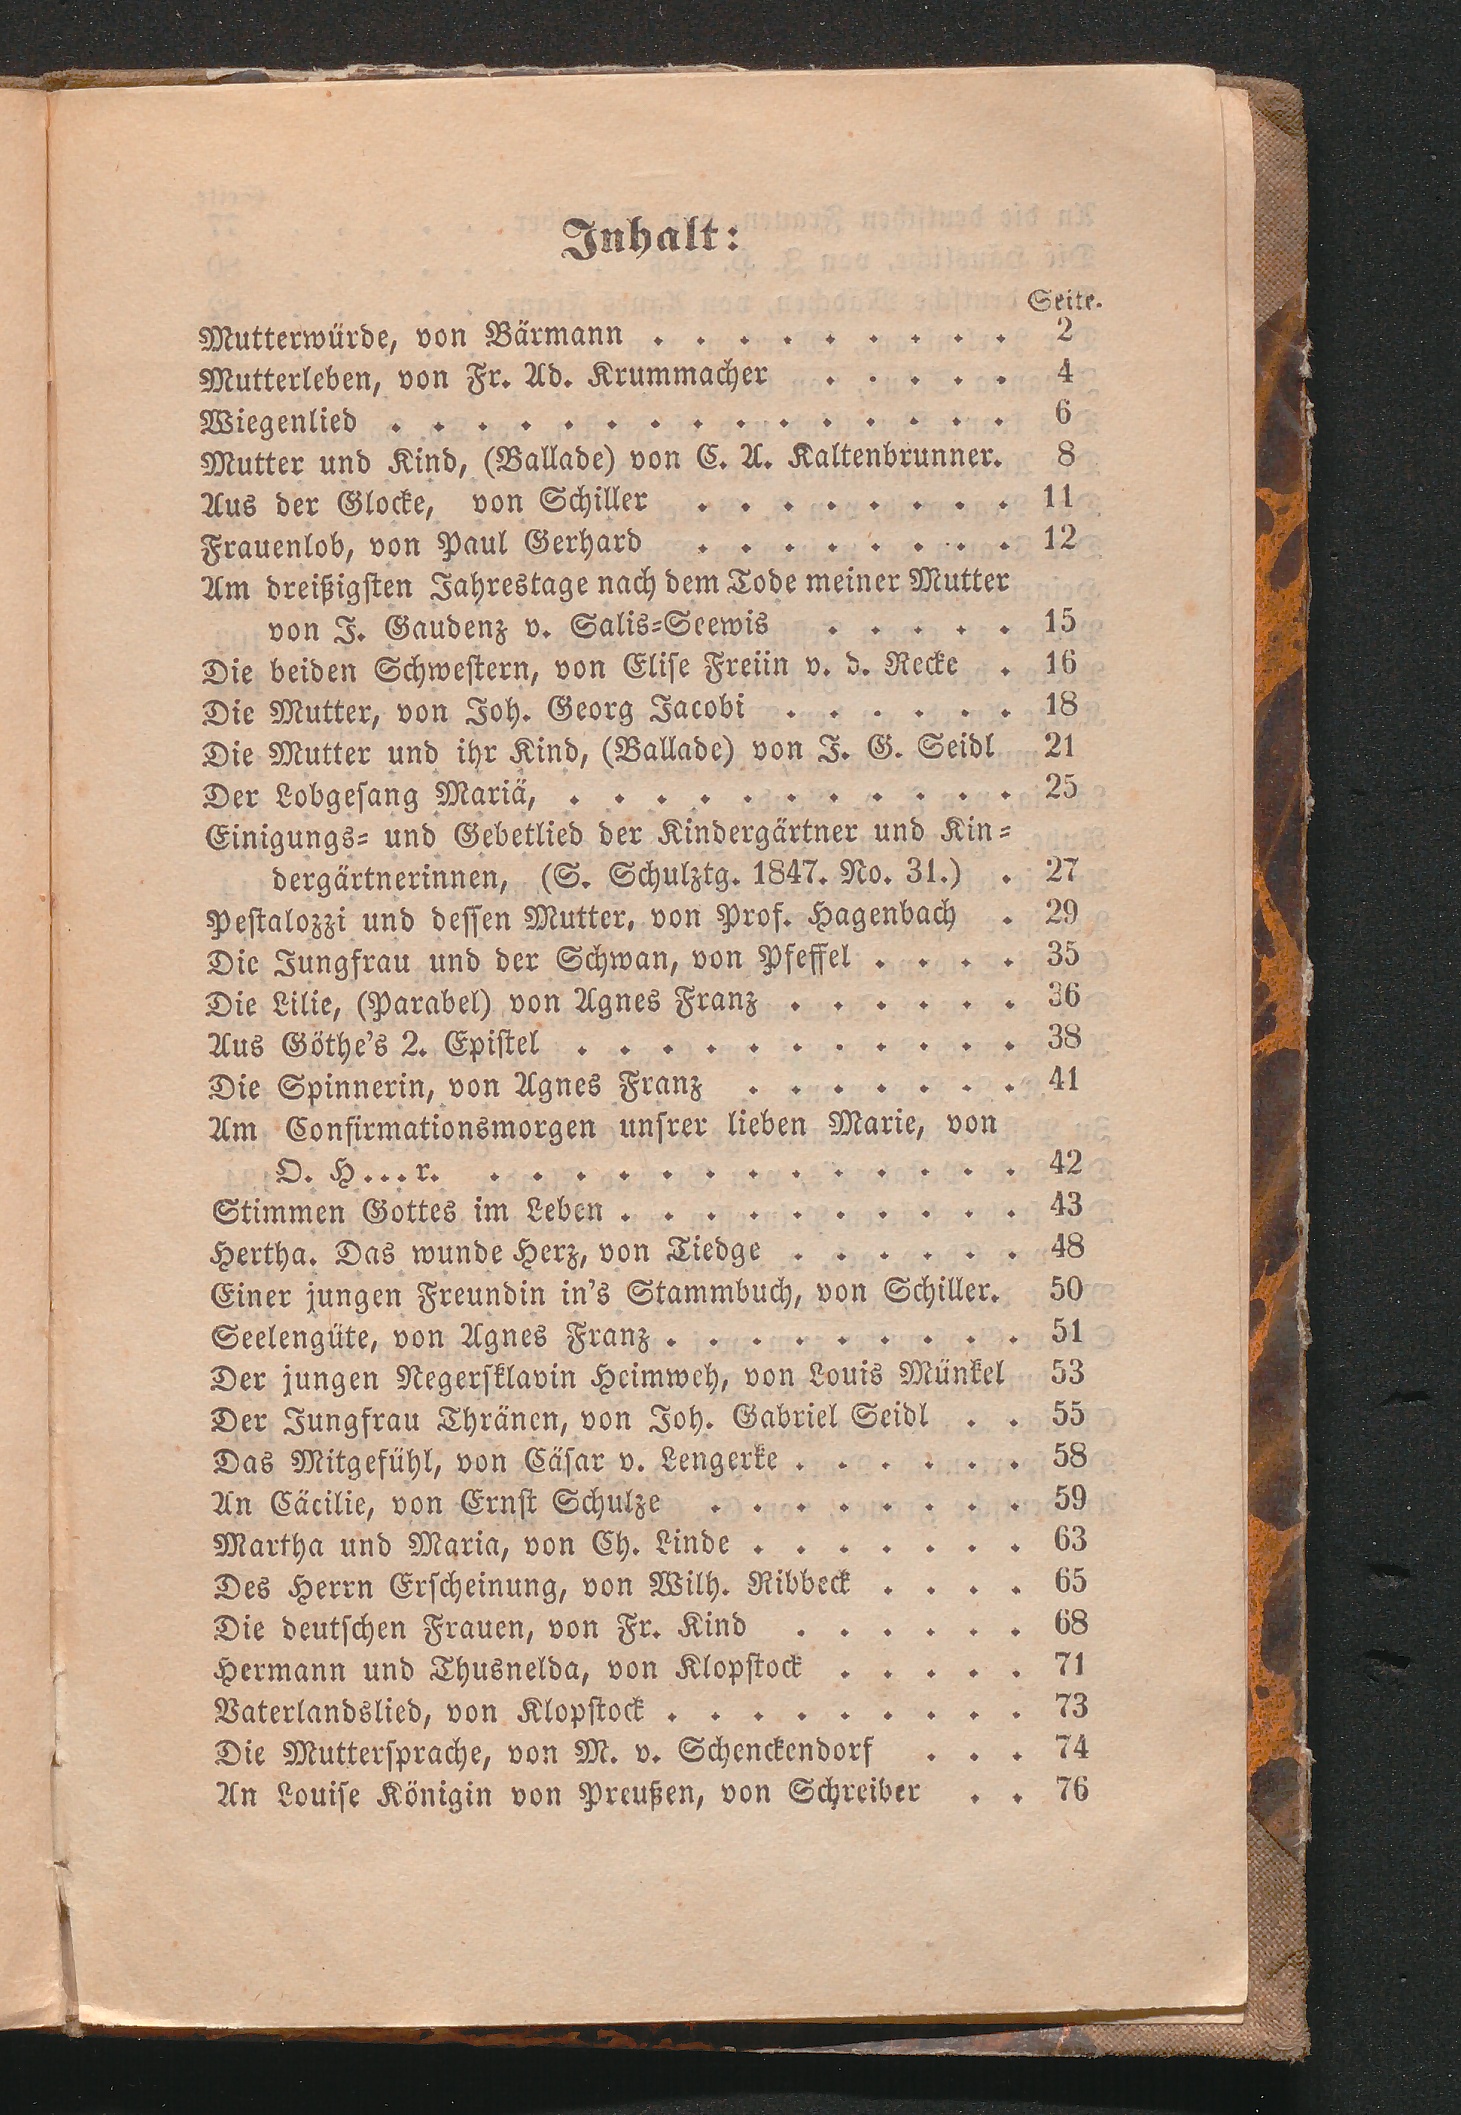 Inhalt:
Seite.
Mutterwürde, von Bärmann . . . . . . . . . 2
Mutterleben, von Fr. Ad. Krummacher . . . . . 4
Wiegenlied . . . . . . . . . . . . . . . 6
Mutter und Kind, (Ballade) von C. A. Kaltenbrunner. 8
Aus der Glocke, von Schiller . . . . . . . . 11
Frauenlob, von Paul Gerhard . . . . . . . . 12
Am dreißigsten Jahrestage nach dem Tode meiner Mutter
von J. Gaudenz v. Salis-Seewis . . . . . 15
Die beiden Schwestern, von Elise Freiin v. d. Recke . 16
Die Mutter, von Joh. Georg Jacobi . . . . . . 18
Die Mutter und ihr Kind, (Ballade) von J. G. Seidl 21
Der Lobgesang Mariä, . . . . . . . . . . . 25
Einigungs- und Gebetlied der Kindergärtner und Kin-
dergärtnerinnen, (S. Schulztg. 1847. No. 31.) . 27
Pestalozzi und dessen Mutter, von Prof. Hagenbach . 29
Die Jungfrau und der Schwan, von Pfeffel . . . . 35
Die Lilie, (Parabel) von Agnes Franz . . . . . . 36
Aus Göthe's 2. Epistel . . . . . . . . . . . 38
Die Spinnerin, von Agnes Franz . . . . . . . 41
Am Confirmationsmorgen unsrer lieben Marie, von
O. H...r. . . . . . . . . . . . . . 42
Stimmen Gottes im Leben . . . . . . . . . . 43
Hertha. Das wunde Herz, von Tiedge . . . . . . 48
Einer jungen Freundin in's Stammbuch, von Schiller. 50
Seelengüte, von Agnes Franz . . . . . . . . . 51
Der jungen Negersklavin Heimweh, von Louis Münkel 53
Der Jungfrau Thränen, von Joh. Gabriel Seidl . . 55
Das Mitgefühl, von Cäsar v. Lengerke . . . . . . 58
An Cäcilie, von Ernst Schulze . . . . . . . . 59
Martha und Maria, von Ch. Linde . . . . . . . 63
Des Herrn Erscheinung, von Wilh. Ribbeck . . . . 65
Die deutschen Frauen, von Fr. Kind . . . . . . 68
Hermann und Thusnelda, von Klopstock . . . . . 71
Vaterlandslied, von Klopstock . . . . . . . . . 73
Die Muttersprache, von M. v. Schenckendorf . . . 74
An Louise Königin von Preußen, von Schreiber . . 76